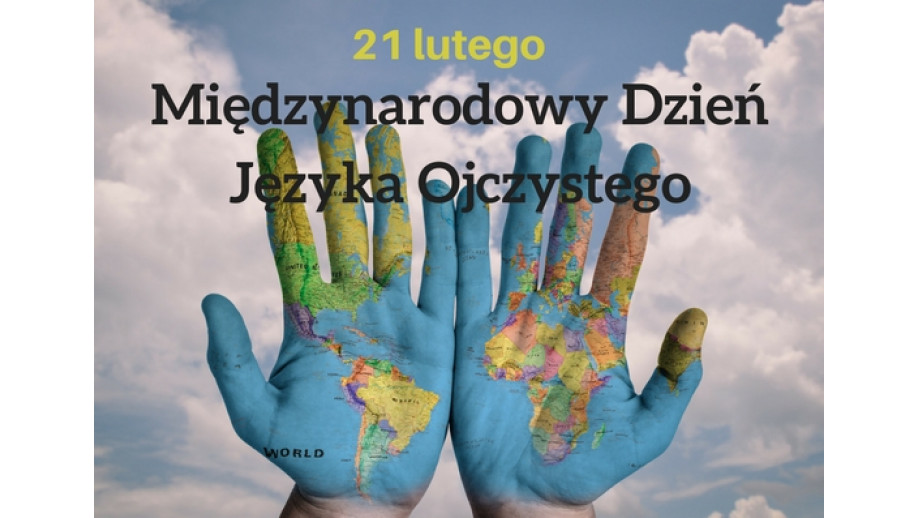 21 lutego
Międzynarodowy Dzień
Języka Ojczystego
WORLD